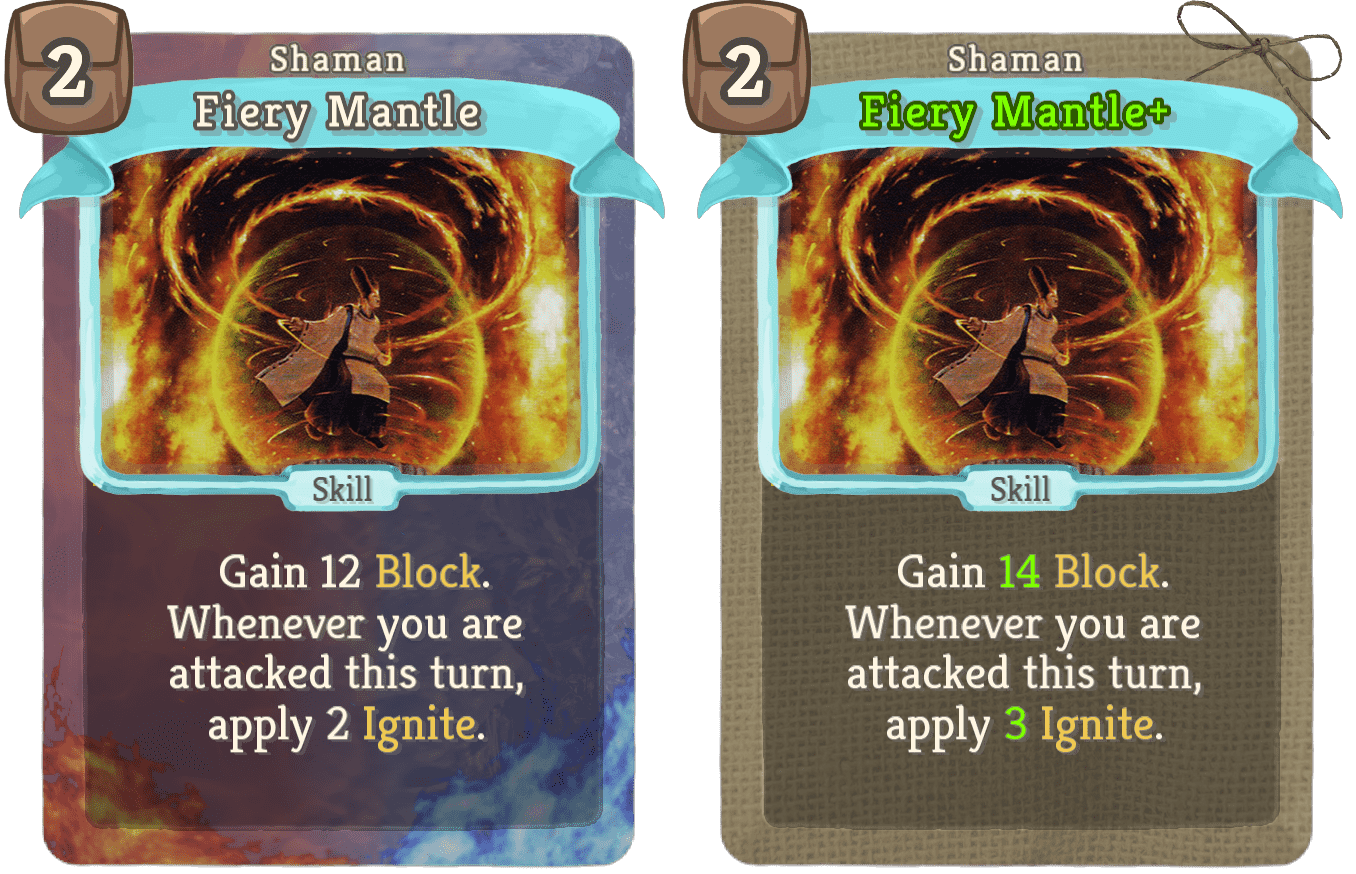 2
Shaman
Fiery Mantle
Skill
Gain 12 Block.
Whenever you are
attacked this turn,
apply 2 Ignite.
2
Shaman
Fiery Mantle+
Skill
Gain 14 Block.
Whenever you are
attacked this turn,
apply 3 Ignite.